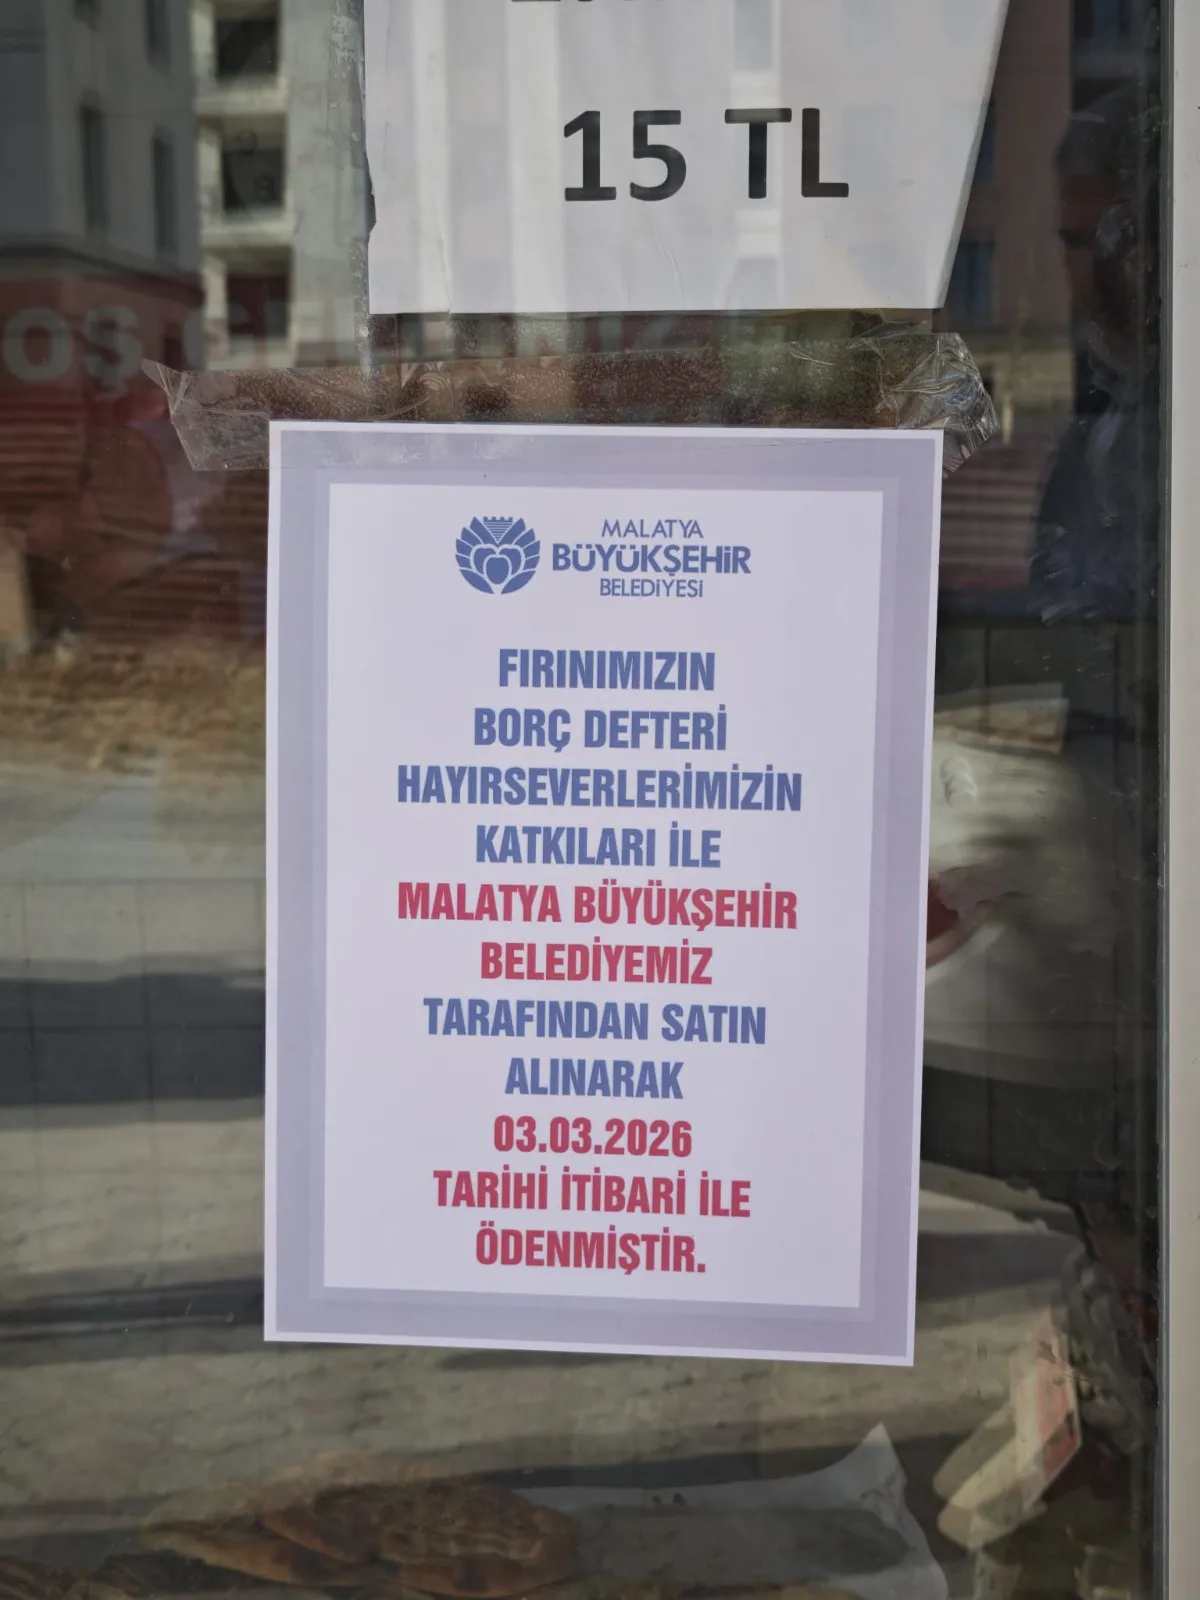 15 TL
OŞ G
MALATYA
BÜYÜKŞEHİR
BELEDİYESİ
FIRINIMIZIN
BORÇ DEFTERİ
HAYIRSEVERLERİMİZİN
KATKILARI İLE
MALATYA BÜYÜKŞEHİR
BELEDİYEMİZ
TARAFINDAN SATIN
ALINARAK
03.03.2026
TARİHİ İTİBARİ İLE
ÖDENMİŞTİR.